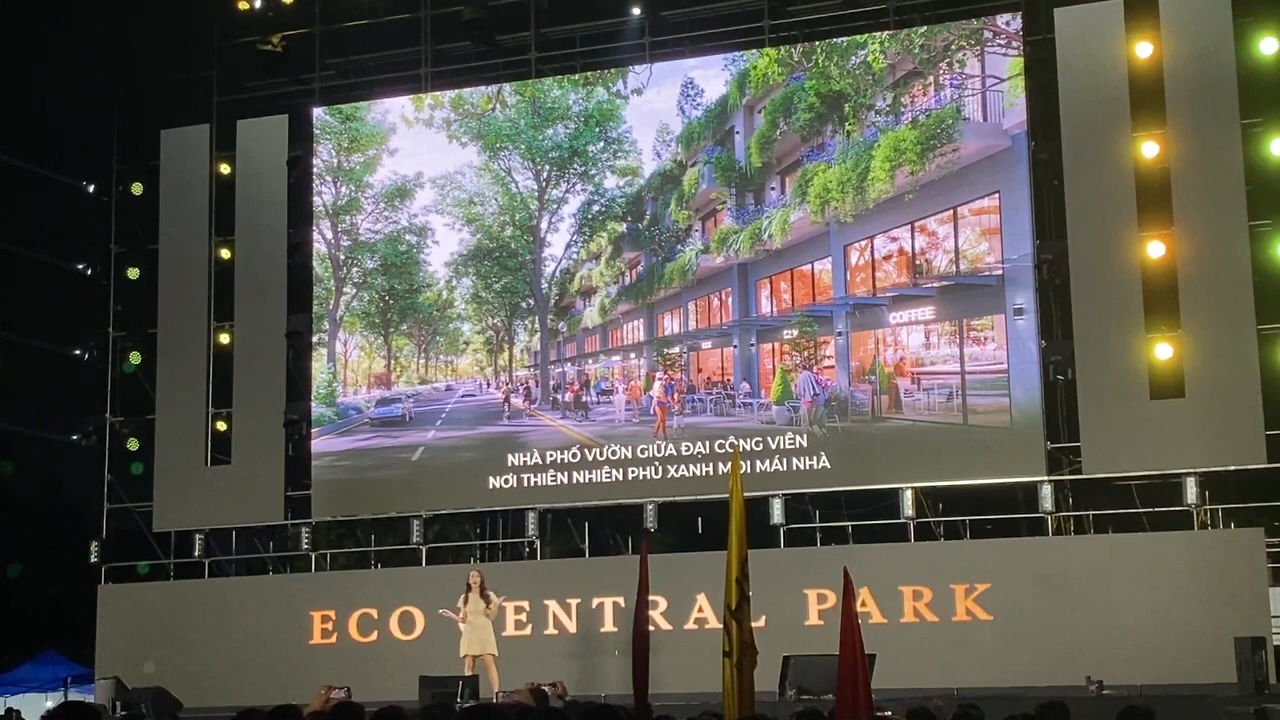 COFFEE
NHÀ PHỐ VƯỜN GIỮA ĐẠI CÔNG VIÊN
NƠI THIÊN NHIÊN PHỦ XANH MỌI MÁI NHÀ
ECO CENTRAL PARK